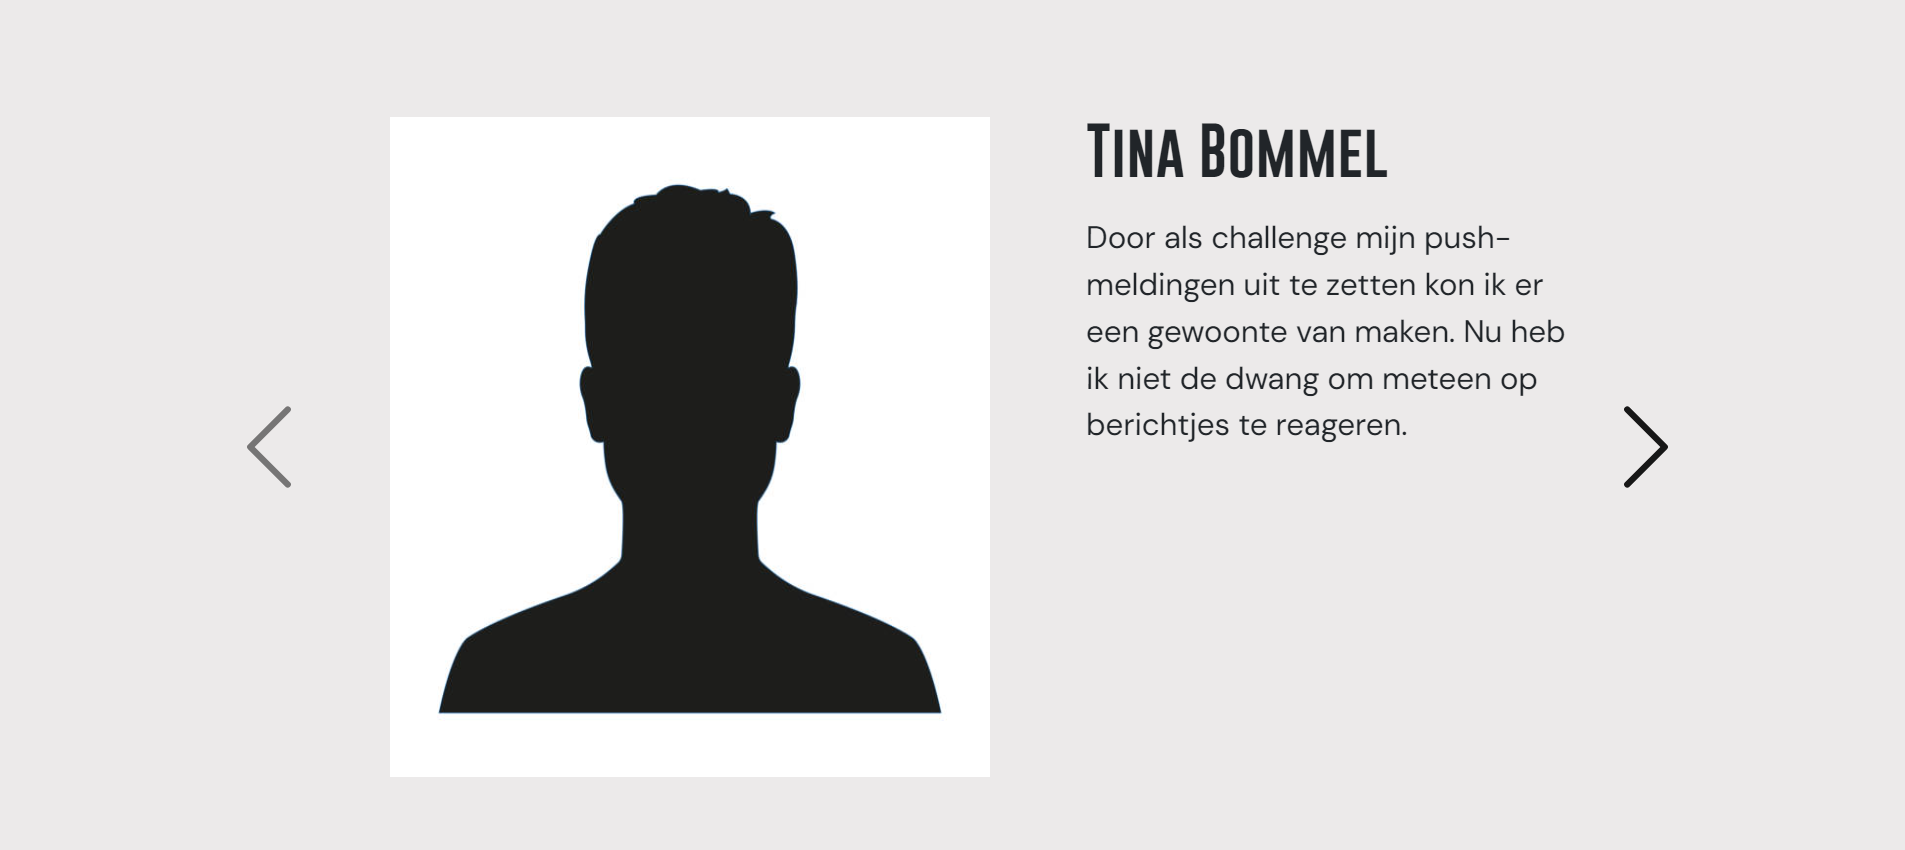 Tina Bommel
Door als challenge mijn push-
meldingen uit te zetten kon ik er
een gewoonte van maken. Nu heb
ik niet de dwang om meteen op
berichtjes te reageren.